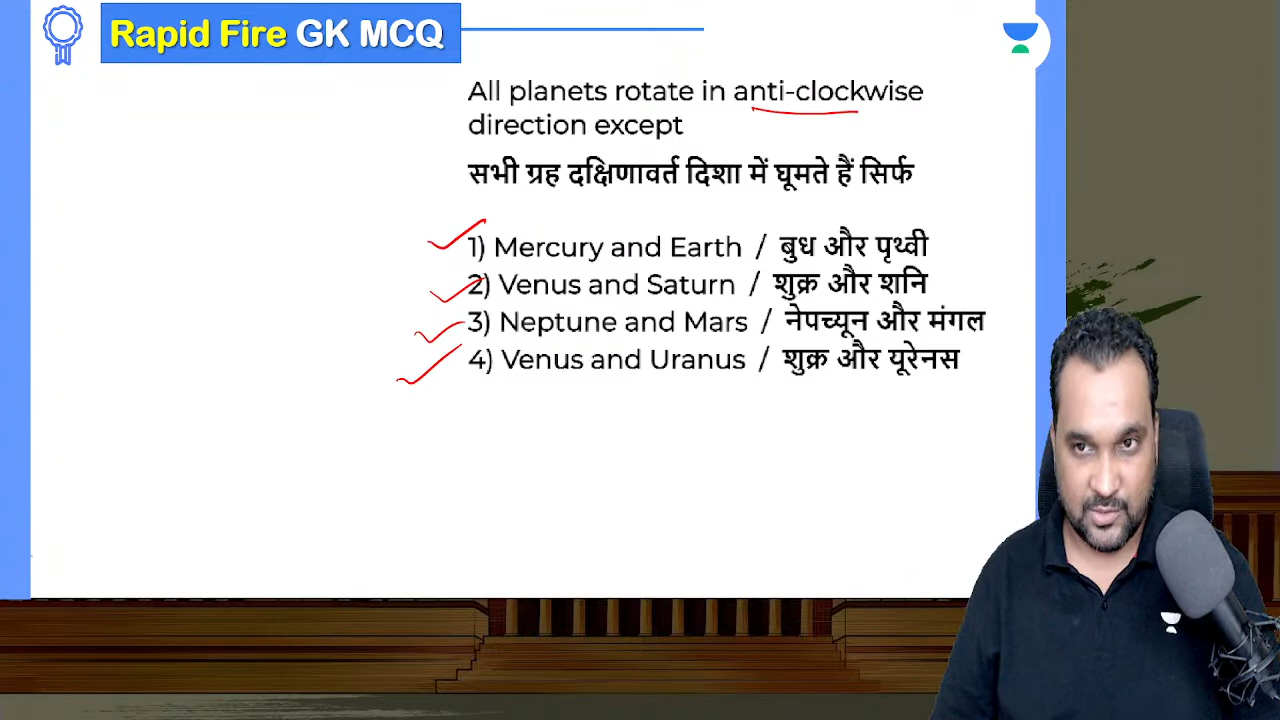 Rapid Fire GK MCQ
All planets rotate in anti-clockwise
direction except
सभी ग्रह दक्षिणावर्त दिशा में घूमते हैं सिर्फ
1) Mercury and Earth / बुध और पृथ्वी
2) Venus and Saturn / शुक्र और शनि
3) Neptune and Mars / नेपच्यून और मंगल
4) Venus and Uranus / शुक्र और यूरेनस